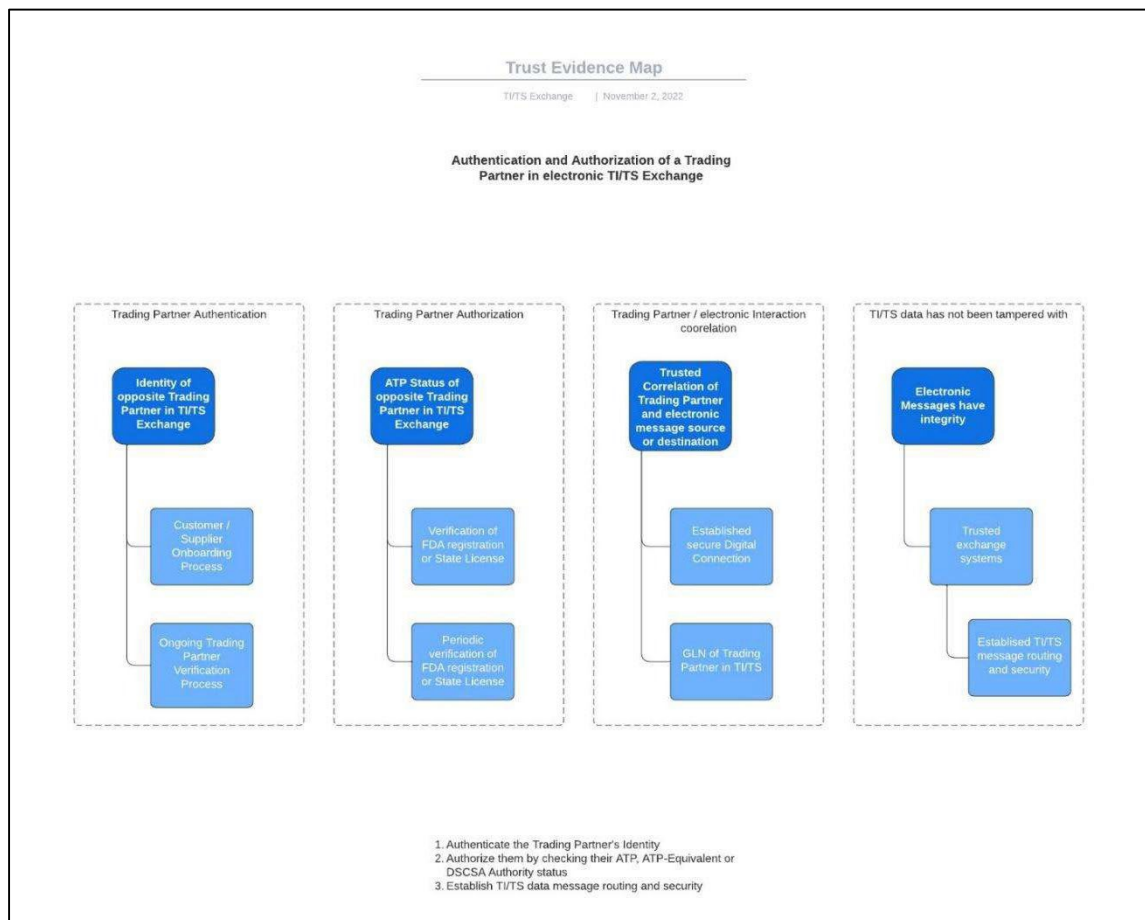 Trust Evidence Map
TI/TS Exchange | November 2, 2022
Authentication and Authorization of a Trading
Partner in electronic TI/TS Exchange
Trading Partner Authentication
Identity of
opposite Trading
Partner in TI/TS
Exchange
Customer /
Supplier
Onboarding
Process
Ongoing Trading
Partner
Verification
Process
Trading Partner Authorization
ATP Status of
opposite Trading
Partner in TI/TS
Exchange
Verification of
FDA registration
or State License
Periodic
verification of
FDA registration
or State License
Trading Partner / electronic Interaction
coorelation
Trusted
Correlation of
Trading Partner
and electronic
message source
or destination
Established
secure Digital
Connection
GLN of Trading
Partner in TI/TS
TI/TS data has not been tampered with
Electronic
Messages have
integrity
Trusted
exchange
systems
Establised TI/TS
message routing
and security
1. Authenticate the Trading Partner's Identity
2. Authorize them by checking their ATP, ATP-Equivalent or
DSCSA Authority status
3. Establish TI/TS data message routing and security